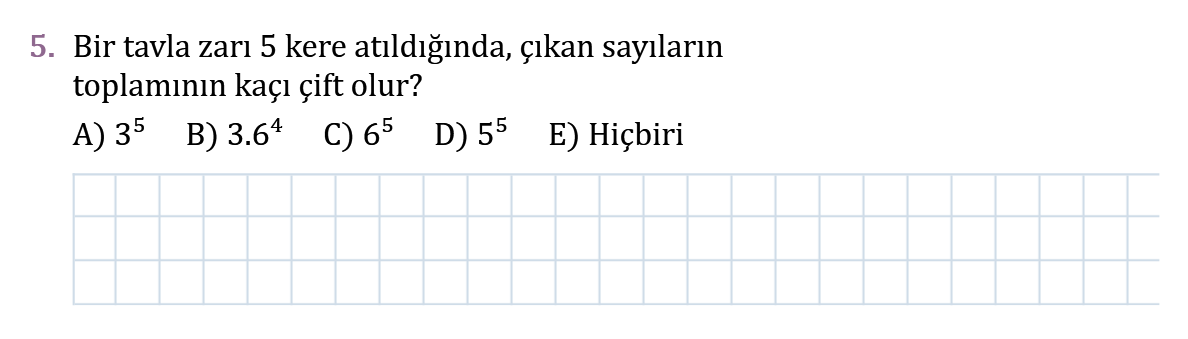 5. Bir tavla zarı 5 kere atıldığında, çıkan sayıların
toplamının kaçı çift olur?
A) 3⁵ B) 3.6⁴ C) 6⁵ D) 5⁵ E) Hiçbiri